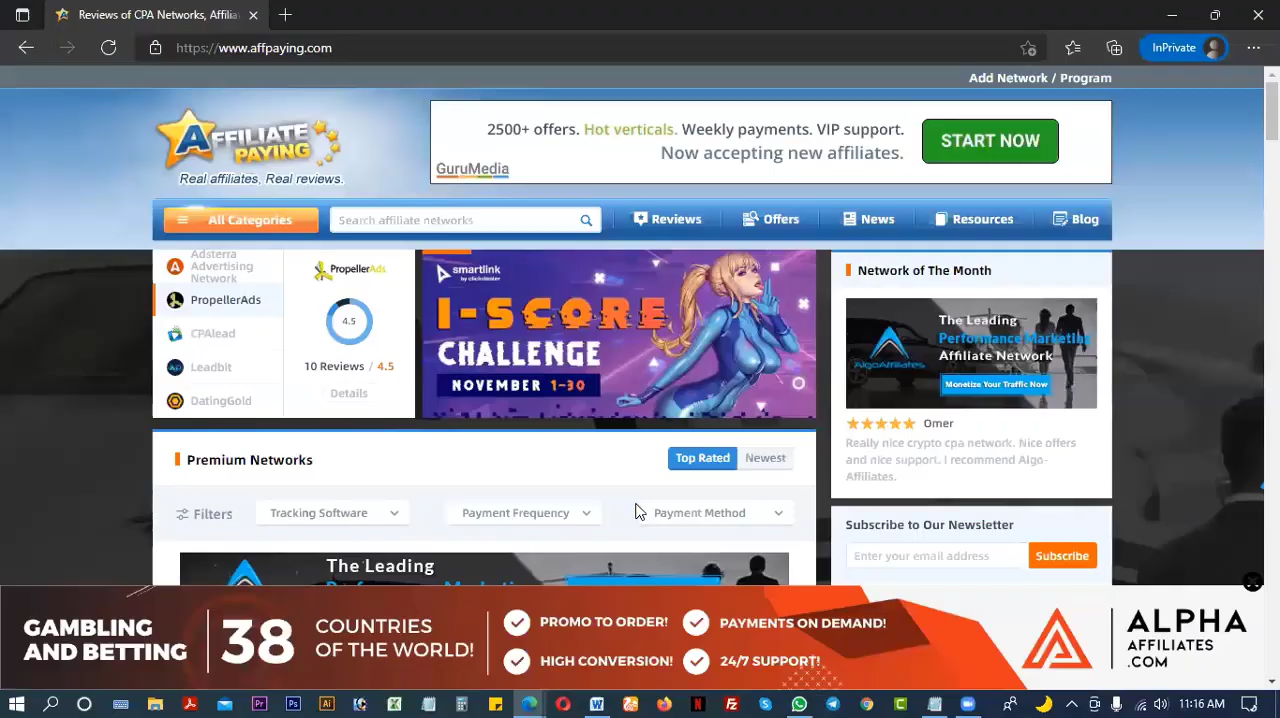 Reviews of CPA Networks, Affilia
https://www.affpaying.com
InPrivate
Add Network / Program
AFFILIATE
PAYING
Real affiliates, Real reviews.
2500+ offers. Hot verticals. Weekly payments. VIP support.
Now accepting new affiliates.
GuruMedia
START NOW
All Categories
Search affiliate networks
Reviews
Offers
News
Resources
Blog
Adsterra
Advertising
Network
PropellerAds
CPAlead
Leadbit
DatingGold
PropellerAds
4.5
10 Reviews / 4.5
Details
smartlink
by clickdealer
I-SCORE
CHALLENGE
NOVEMBER 1-30
Network of The Month
AlgoAffiliates
The Leading
Performance Marketing
Affiliate Network
Monetize Your Traffic Now
Omer
Really nice crypto cpa network. Nice offers
and nice support. I recommend Algo-
Affiliates.
Premium Networks
Top Rated
Newest
Filters
Tracking Software
Payment Frequency
Payment Method
The Leading
Subscribe to Our Newsletter
Enter your email address
Subscribe
GAMBLING
AND BETTING
38
COUNTRIES
OF THE WORLD!
PROMO TO ORDER!
HIGH CONVERSION!
PAYMENTS ON DEMAND!
24/7 SUPPORT!
ALPHA
AFFILIATES
.COM
11:16 AM